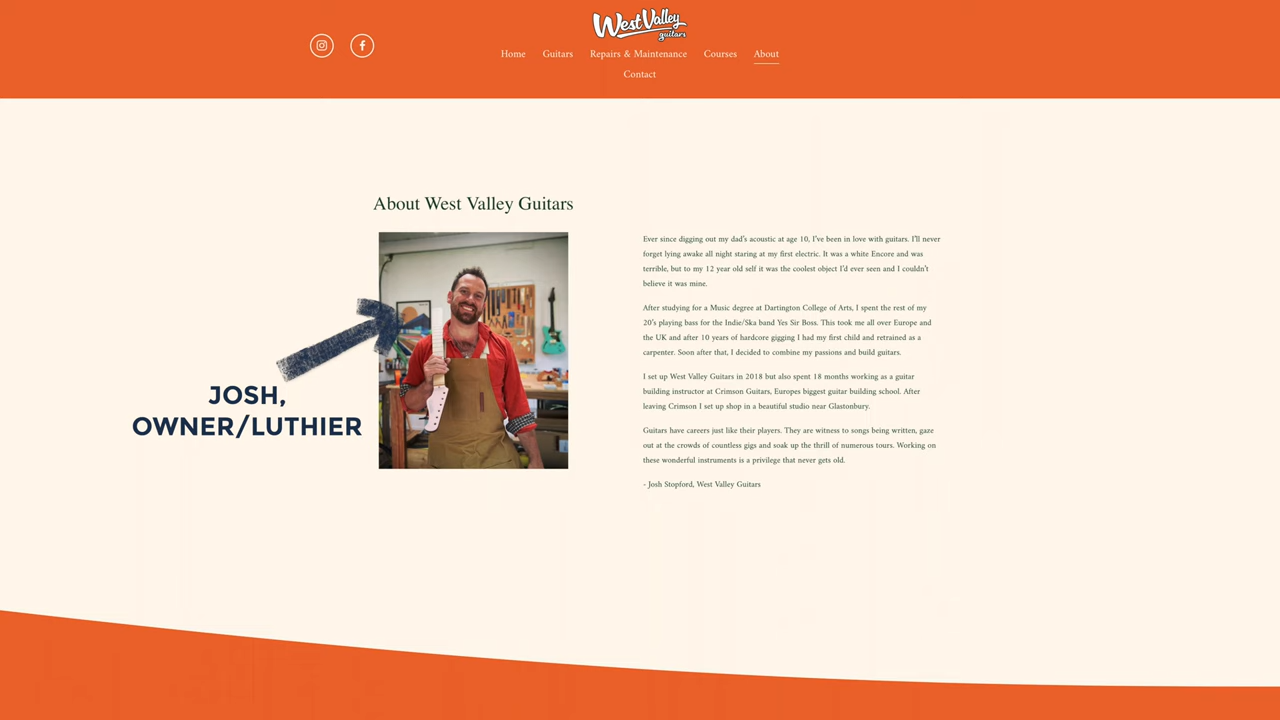 West Valley
guitars
Home Guitars Repairs & Maintenance Courses About
Contact
About West Valley Guitars
JOSH,
OWNER/LUTHIER
Ever since digging out my dad's acoustic at age 10, I've been in love with guitars. I'll never
forget lying awake all night staring at my first electric. It was a white Encore and was
terrible, but to my 12 year old self it was the coolest object I'd ever seen and I couldn't
believe it was mine.
After studying for a Music degree at Dartington College of Arts, I spent the rest of my
20's playing bass for the Indie/Ska band Yes Sir Boss. This took me all over Europe and
the UK and after 10 years of hardcore gigging I had my first child and retrained as a
carpenter. Soon after that, I decided to combine my passions and build guitars.
I set up West Valley Guitars in 2018 but also spent 18 months working as a guitar
building instructor at Crimson Guitars, Europes biggest guitar building school. After
leaving Crimson I set up shop in a beautiful studio near Glastonbury.
Guitars have careers just like their players. They are witness to songs being written, gaze
out at the crowds of countless gigs and soak up the thrill of numerous tours. Working on
these wonderful instruments is a privilege that never gets old.
- Josh Stopford, West Valley Guitars